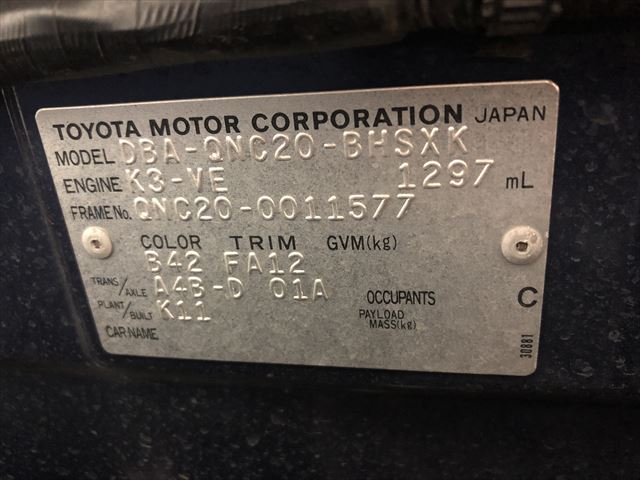 TOYOTA MOTOR CORPORATION JAPAN
MODEL DBA-QNC20-BHSXK
ENGINE K3-VE 1297 mL
FRAME No. QNC20-0011577
COLOR TRIM GVM(kg)
B42 FA12
TRANS/AXLE A4B-D 01A OCCUPANTS C
PLANT/BUILT K11 PAYLOAD MASS(kg)
CAR NAME
30881